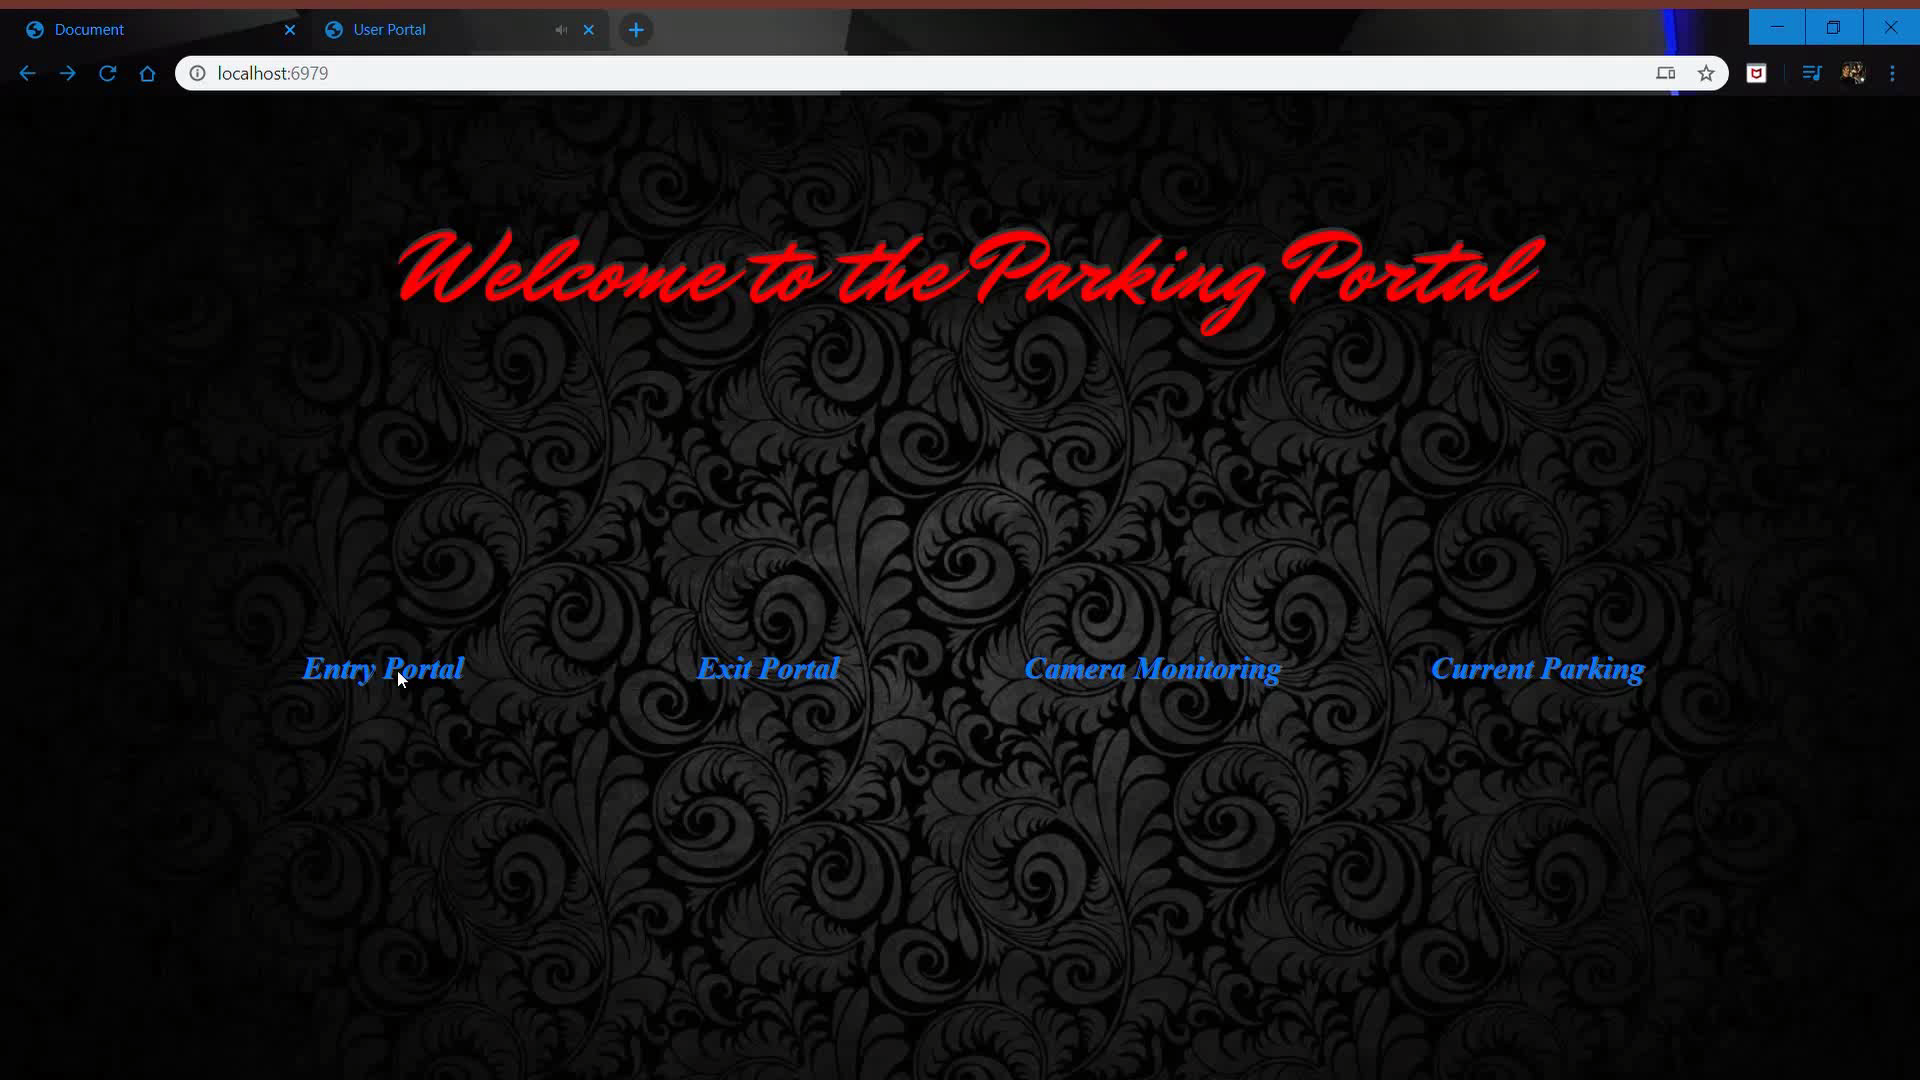 Document
User Portal
localhost:6979
Welcome to the Parking Portal
Entry Portal
Exit Portal
Camera Monitoring
Current Parking